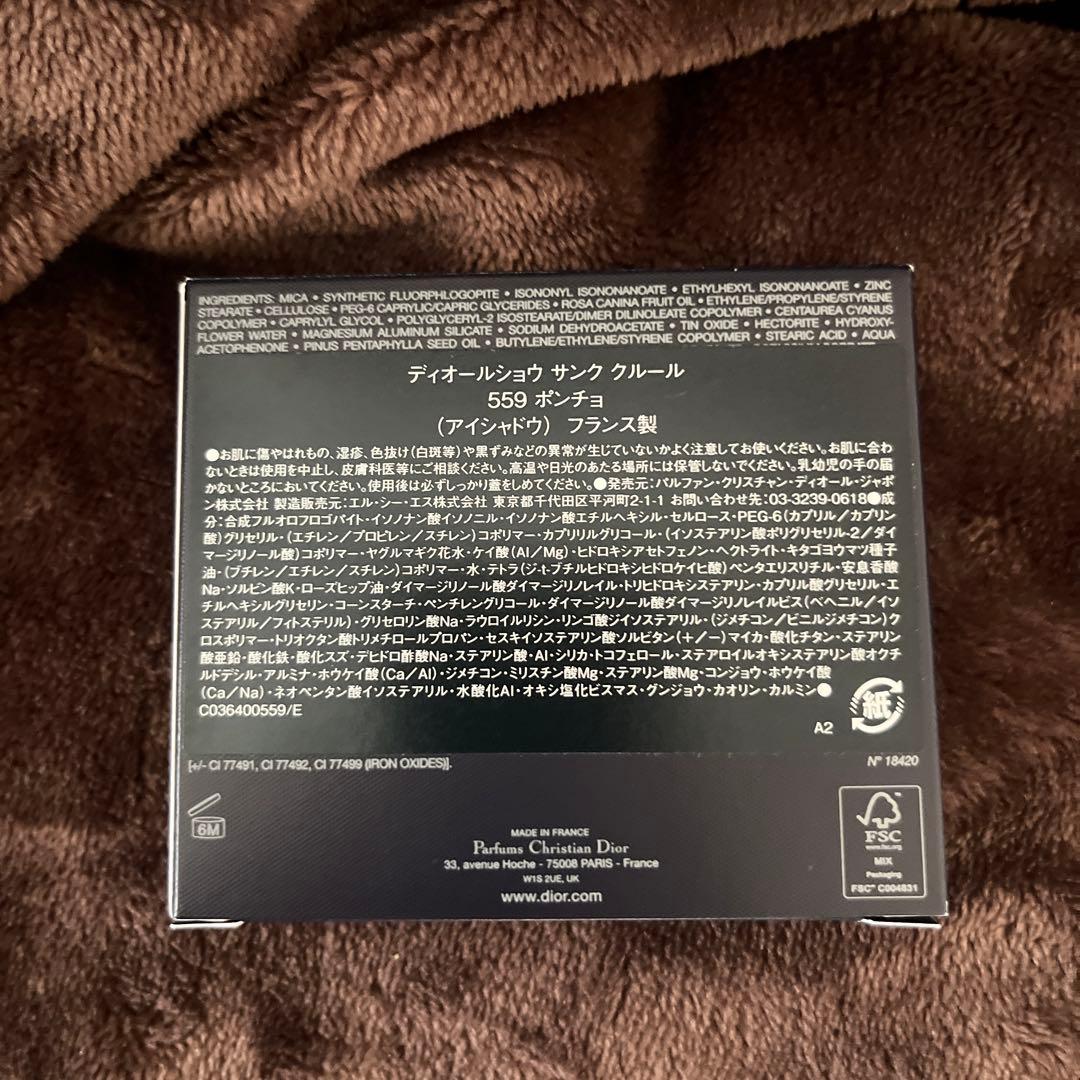 INGREDIENTS: MICA • SYNTHETIC FLUORPHLOGOPITE • ISONONYL ISONONANOATE • ETHYLHEXYL ISONONANOATE • ZINC
STEARATE • CELLULOSE • PEG-6 CAPRYLIC/CAPRIC GLYCERIDES • ROSA CANINA FRUIT OIL • ETHYLENE/PROPYLENE/STYRENE
COPOLYMER • CAPRYLYL GLYCOL • POLYGLYCERYL-2 ISOSTEARATE/DIMER DILINOLEATE COPOLYMER • CENTAUREA CYANUS
FLOWER WATER • MAGNESIUM ALUMINUM SILICATE • SODIUM DEHYDROACETATE • TIN OXIDE • HECTORITE • HYDROXY-
ACETOPHENONE • PINUS PENTAPHYLLA SEED OIL • BUTYLENE/ETHYLENE/STYRENE COPOLYMER • STEARIC ACID • AQUA
ディオールショウ サンク クルール
559 ポンチョ
(アイシャドウ) フランス製
●お肌に傷やはれもの、湿疹、色抜け(白斑等)や黒ずみなどの異常が生じていないかよく注意してお使いください。お肌に合わ
ないときは使用を中止し、皮膚科医等にご相談ください。高温や日光のあたる場所には保管しないでください。乳幼児の手の届
かないところにおいてください。使用後は必ずしっかり蓋をしめてください。●発売元:パルファン・クリスチャン・ディオール・ジャポ
ン株式会社 製造販売元:エル・シー・エス株式会社 東京都千代田区平河町2-1-1 お問い合わせ先:03-3239-0618●成
分:合成フルオロフロゴパイト・イソノナン酸イソノニル・イソノナン酸エチルヘキシル・セルロース・PEG-6(カプリル/カプリン
酸)グリセリル・(エチレン/プロピレン/スチレン)コポリマー・カプリリルグリコール・(イソステアリン酸ポリグリセリル-2/ダイ
マージリノール酸)コポリマー・ヤグルマギク花水・ケイ酸(Al/Mg)・ヒドロキシアセトフェノン・ヘクトライト・キタゴヨウマツ種子
油・(ブチレン/エチレン/スチレン)コポリマー・水・テトラ(ジ-t-ブチルヒドロキシヒドロケイヒ酸)ペンタエリスリチル・安息香酸
Na・ソルビン酸K・ローズヒップ油・ダイマージリノール酸ダイマージリノレイル・トリヒドロキシステアリン・カプリル酸グリセリル・エ
チルヘキシルグリセリン・コーンスターチ・ペンチレングリコール・ダイマージリノール酸ダイマージリノレイルビス(ベヘニル/イソ
ステアリル/フィトステリル)・グリセロリン酸Na・ラウロイルリシン・リンゴ酸ジイソステアリル・(ジメチコン/ビニルジメチコン)ク
ロスポリマー・トリオクタン酸トリメチロールプロパン・セスキイソステアリン酸ソルビタン(+/-)マイカ・酸化チタン・ステアリン
酸亜鉛・酸化鉄・酸化スズ・デヒドロ酢酸Na・ステアリン酸・Al・シリカ・トコフェロール・ステアロイルオキシステアリン酸オクチ
ルドデシル・アルミナ・ホウケイ酸(Ca/Al)・ジメチコン・ミリスチン酸Mg・ステアリン酸Mg・コンジョウ・ホウケイ酸
(Ca/Na)・ネオペンタン酸イソステアリル・水酸化Al・オキシ塩化ビスマス・グンジョウ・カオリン・カルミン●
C036400559/E
紙
A2
[+/- CI 77491, CI 77492, CI 77499 (IRON OXIDES)].
N° 18420
6M
MADE IN FRANCE
Parfums Christian Dior
33, avenue Hoche - 75008 PARIS - France
W1S 2UE, UK
www.dior.com
FSC
www.fsc.org
MIX
Packaging
FSC™ C004831